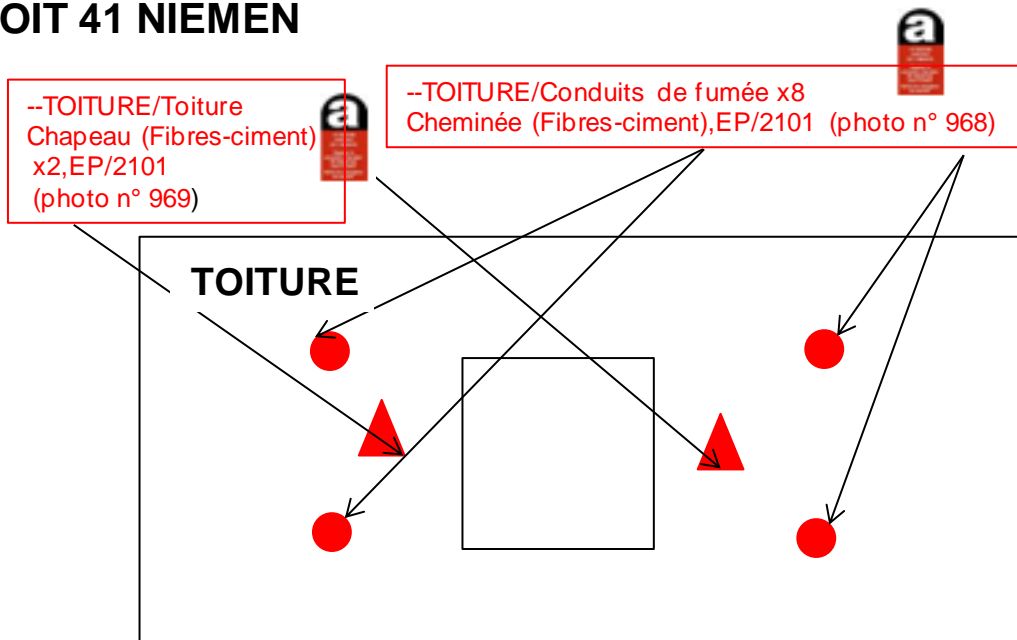 OIT 41 NIEMEN
--TOITURE/Toiture
Chapeau (Fibres-ciment)
x2,EP/2101
(photo n° 969)
a
--TOITURE/Conduits de fumée x8
Cheminée (Fibres-ciment),EP/2101 (photo n° 968)
a
TOITURE